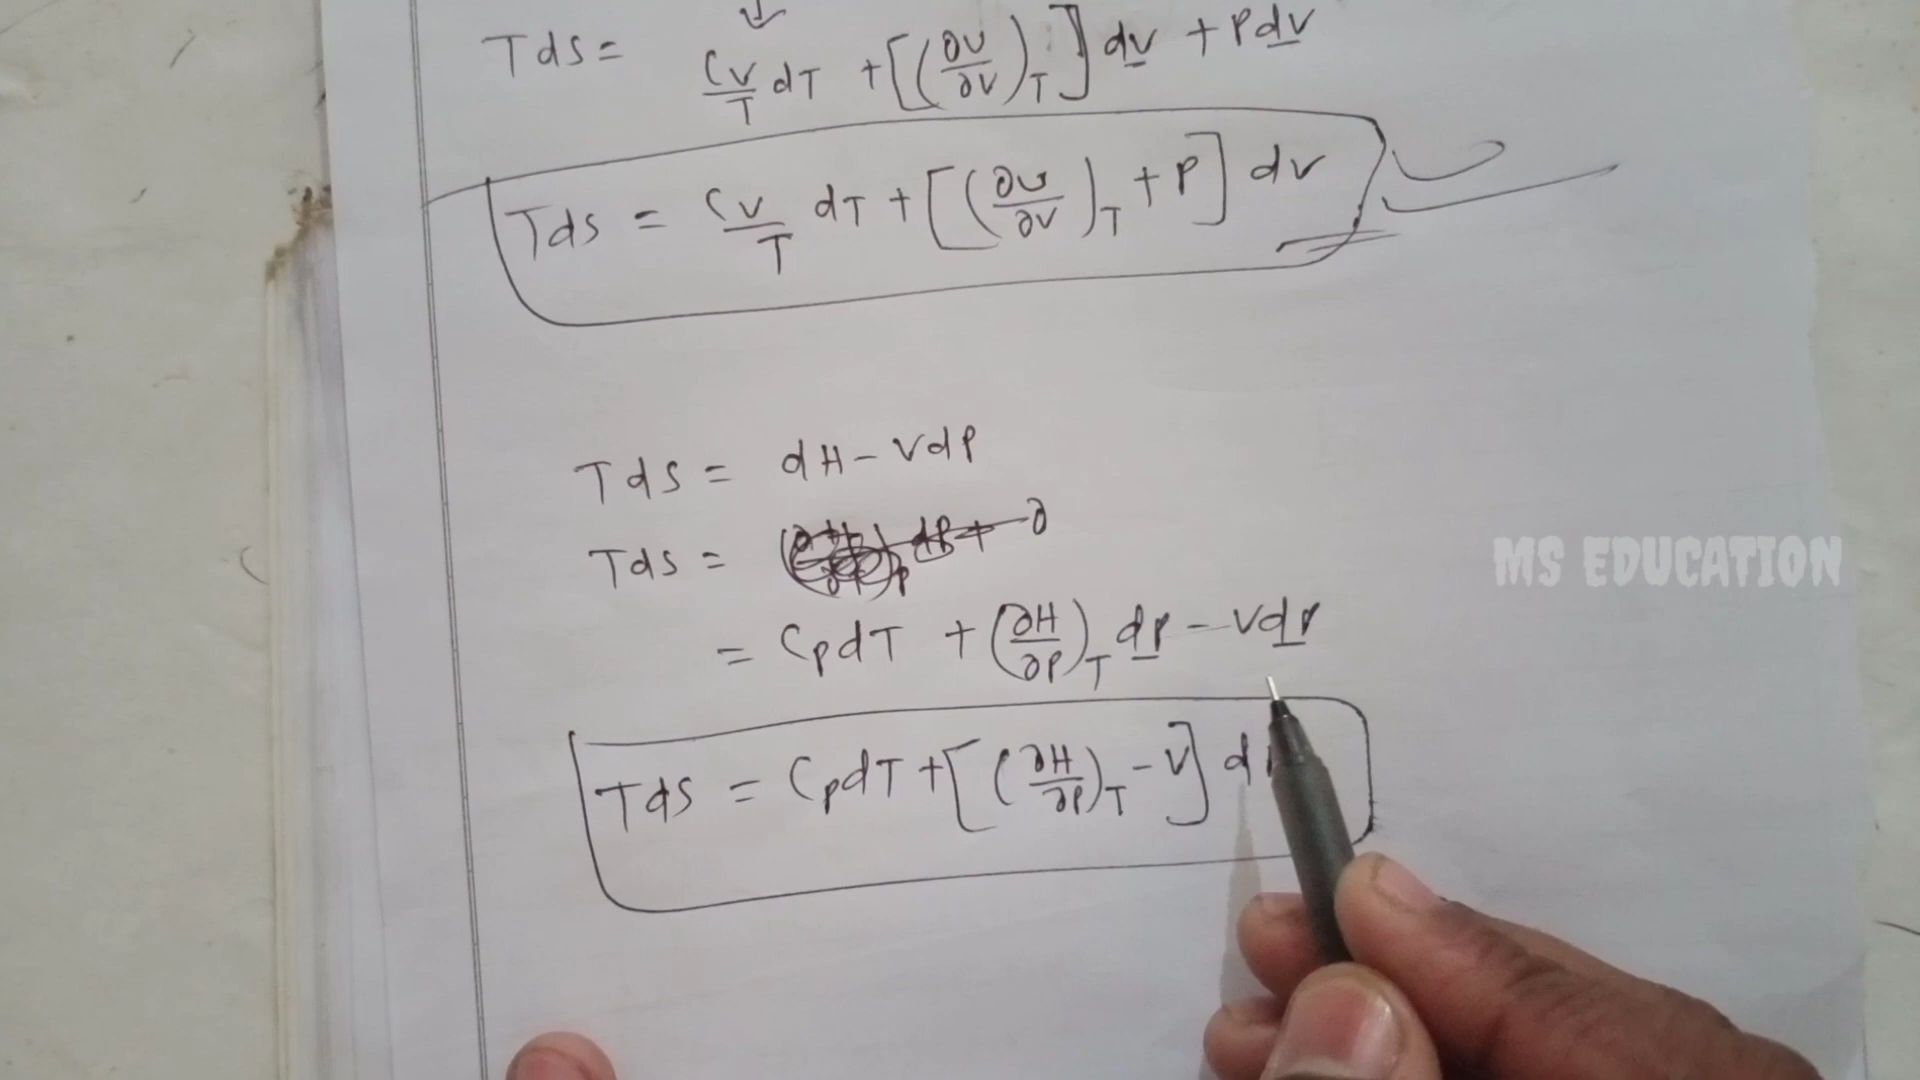 Tds = Cv/T dT + [(∂U/∂V)T] dv + Pdv
Tds = Cv/T dT + [(∂U/∂V)T + P] dv
Tds = dH - Vdp
Tds =
= CpdT + (∂H/∂P)T dp - Vdp
MS EDUCATION
Tds = CpdT + [(∂H/∂P)T - V] d